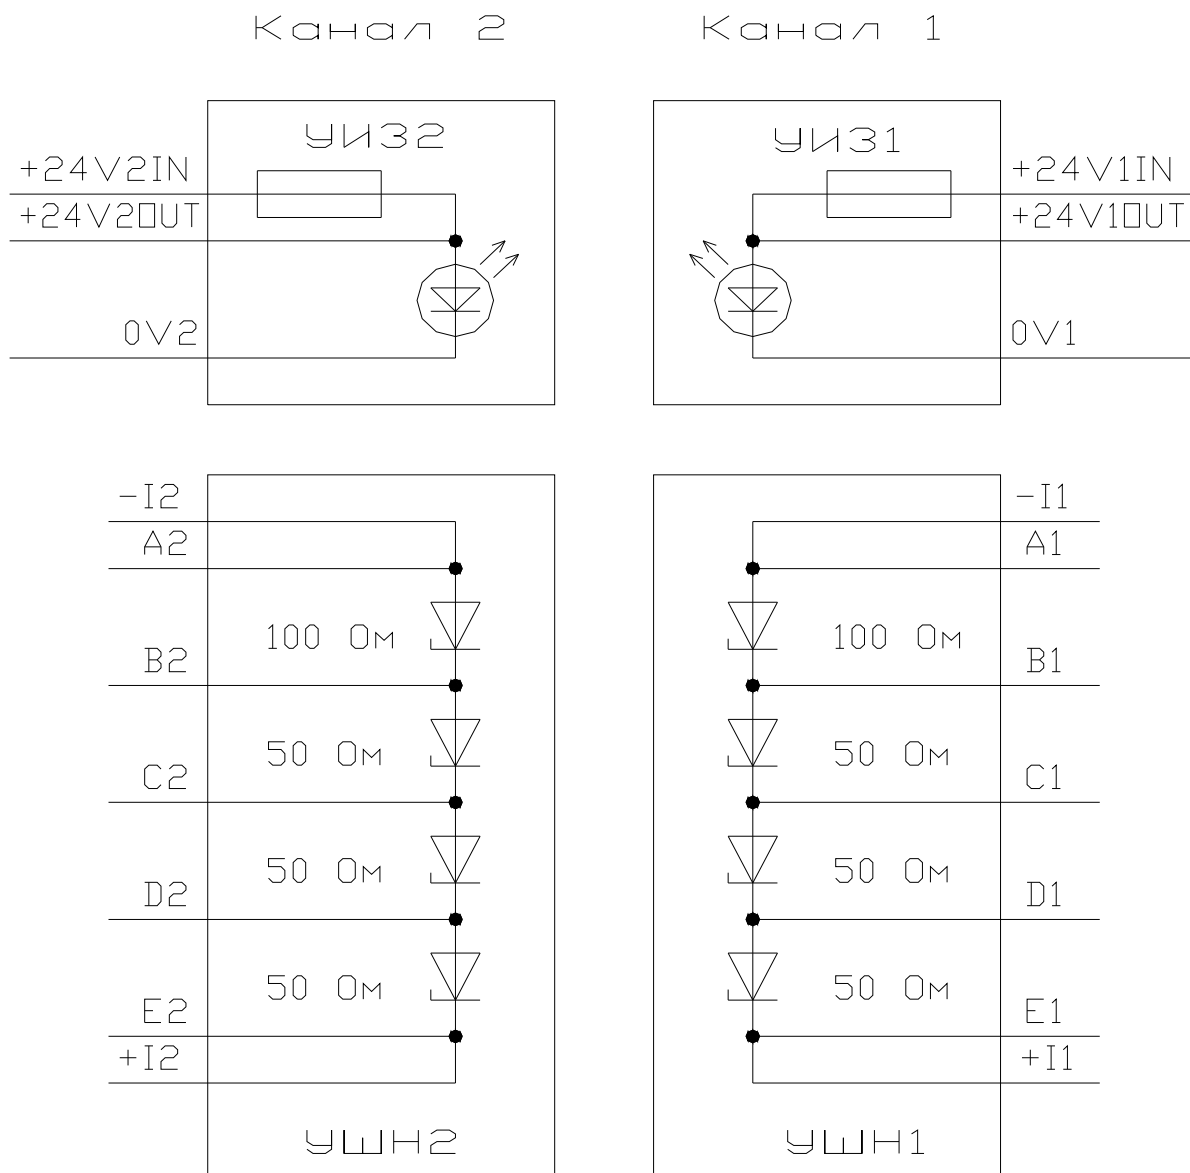 Канал 2
Канал 1
УИЗ2
УИЗ1
+24V2IN
+24V1IN
+24V2OUT
+24V1OUT
0V2
0V1
-I2
-I1
A2
A1
100 Ом
100 Ом
B2
B1
50 Ом
50 Ом
C2
C1
50 Ом
50 Ом
D2
D1
50 Ом
50 Ом
E2
E1
+I2
+I1
УШН2
УШН1